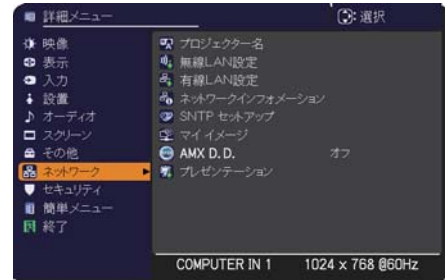 詳細メニュー
選択
映像
表示
入力
設置
オーディオ
スクリーン
その他
ネットワーク
セキュリティ
簡単メニュー
終了
プロジェクター名
無線LAN設定
有線LAN設定
ネットワークインフォメーション
SNTP セットアップ
マイ イメージ
AMX D.D. オフ
プレゼンテーション
COMPUTER IN 1 1024 x 768 @60Hz